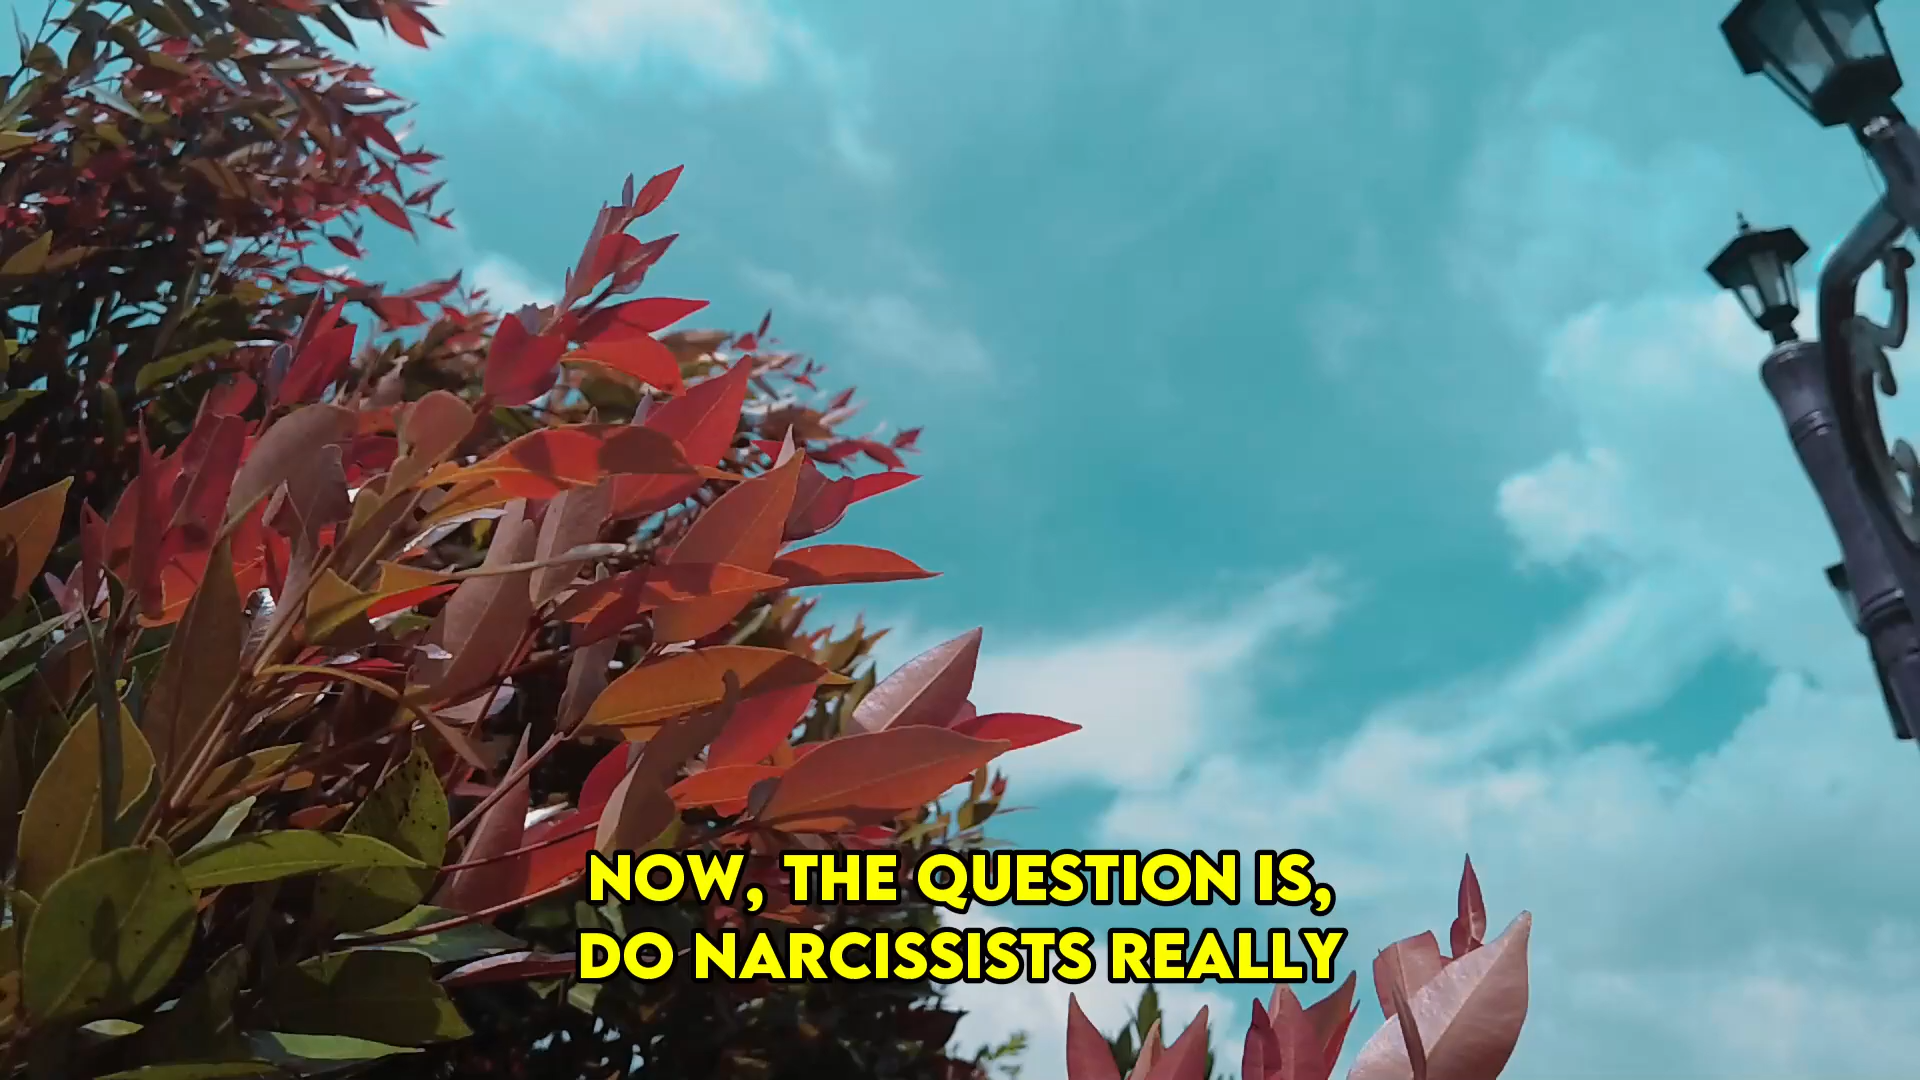 NOW, THE QUESTION IS,
DO NARCISSISTS REALLY